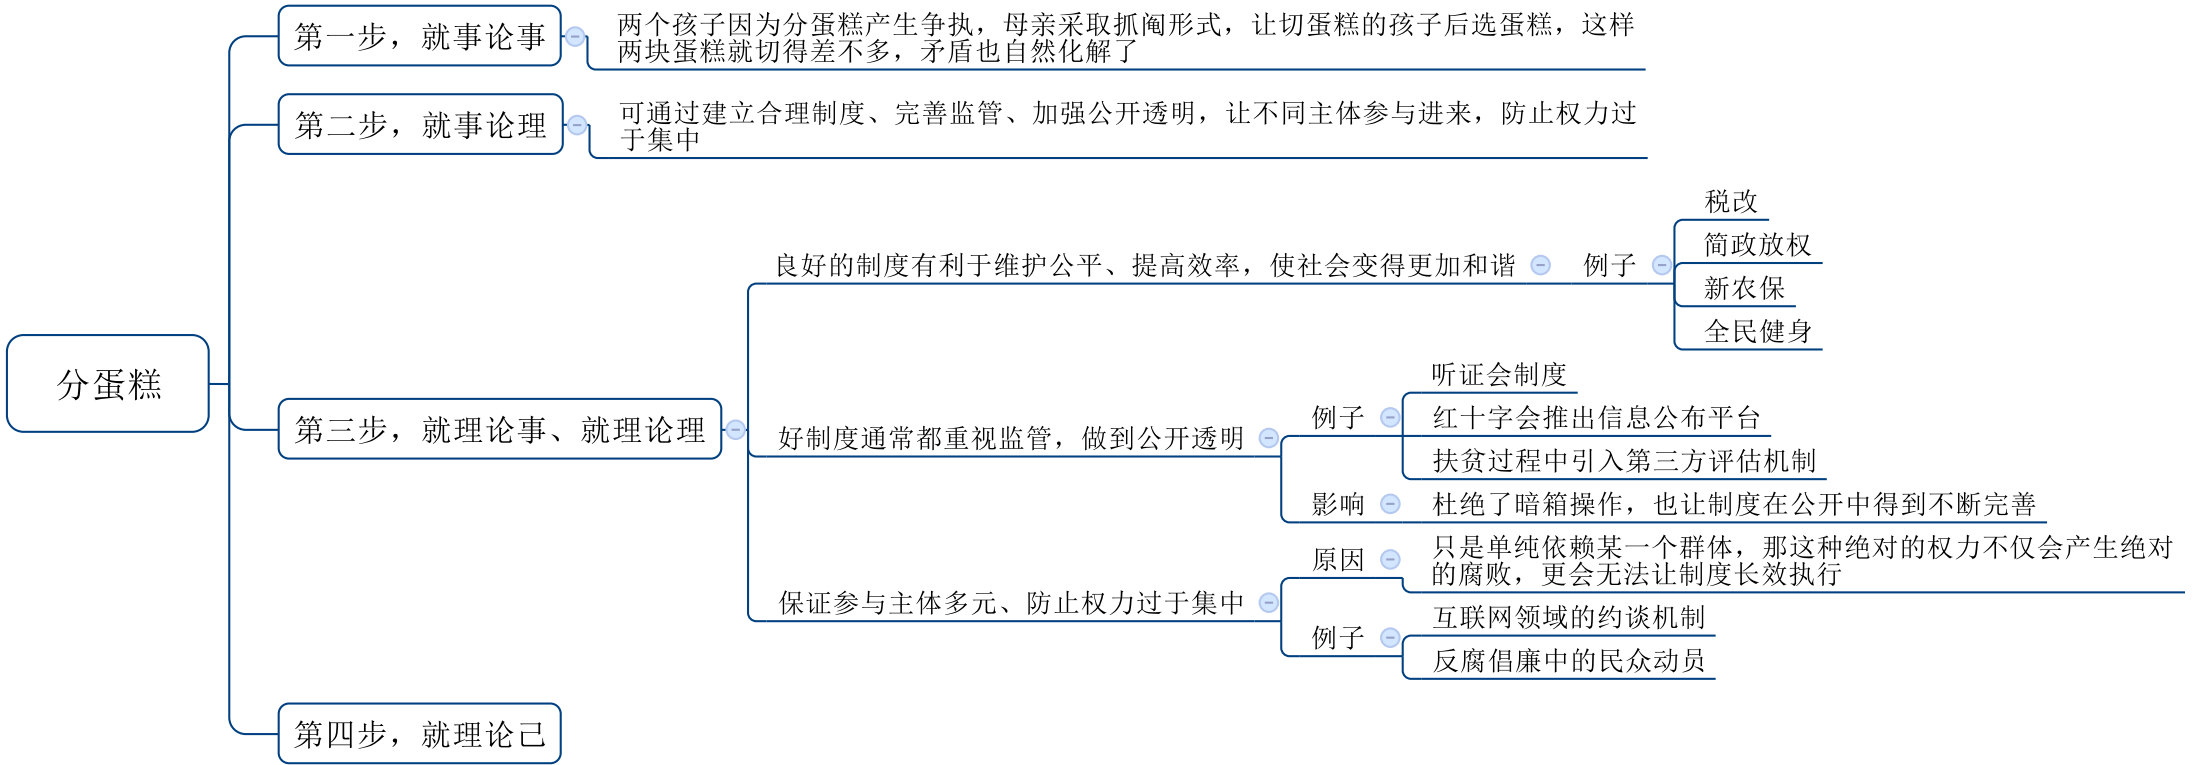 分蛋糕
第一步，就事论事
两个孩子因为分蛋糕产生争执，母亲采取抓阄形式，让切蛋糕的孩子后选蛋糕，这样
两块蛋糕就切得差不多，矛盾也自然化解了
第二步，就事论理
可通过建立合理制度、完善监管、加强公开透明，让不同主体参与进来，防止权力过
于集中
第三步，就理论事、就理论理
良好的制度有利于维护公平、提高效率，使社会变得更加和谐
例子
税改
简政放权
新农保
全民健身
好制度通常都重视监管，做到公开透明
例子
听证会制度
红十字会推出信息公布平台
扶贫过程中引入第三方评估机制
影响
杜绝了暗箱操作，也让制度在公开中得到不断完善
保证参与主体多元、防止权力过于集中
原因
只是单纯依赖某一个群体，那这种绝对的权力不仅会产生绝对
的腐败，更会无法让制度长效执行
例子
互联网领域的约谈机制
反腐倡廉中的民众动员
第四步，就理论己